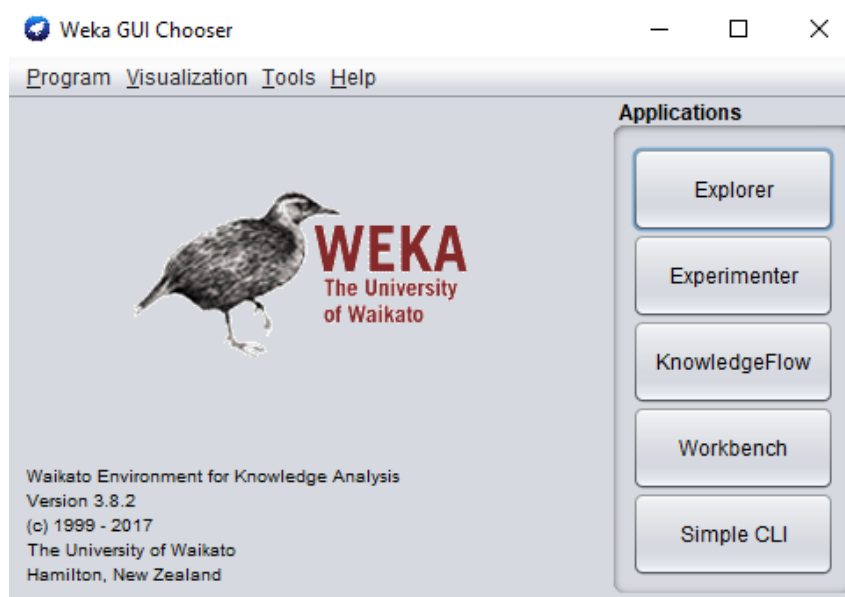 Weka GUI Chooser
Program Visualization Tools Help
Applications
Explorer
Experimenter
KnowledgeFlow
Workbench
Simple CLI
WEKA
The University
of Waikato
Waikato Environment for Knowledge Analysis
Version 3.8.2
(c) 1999 - 2017
The University of Waikato
Hamilton, New Zealand